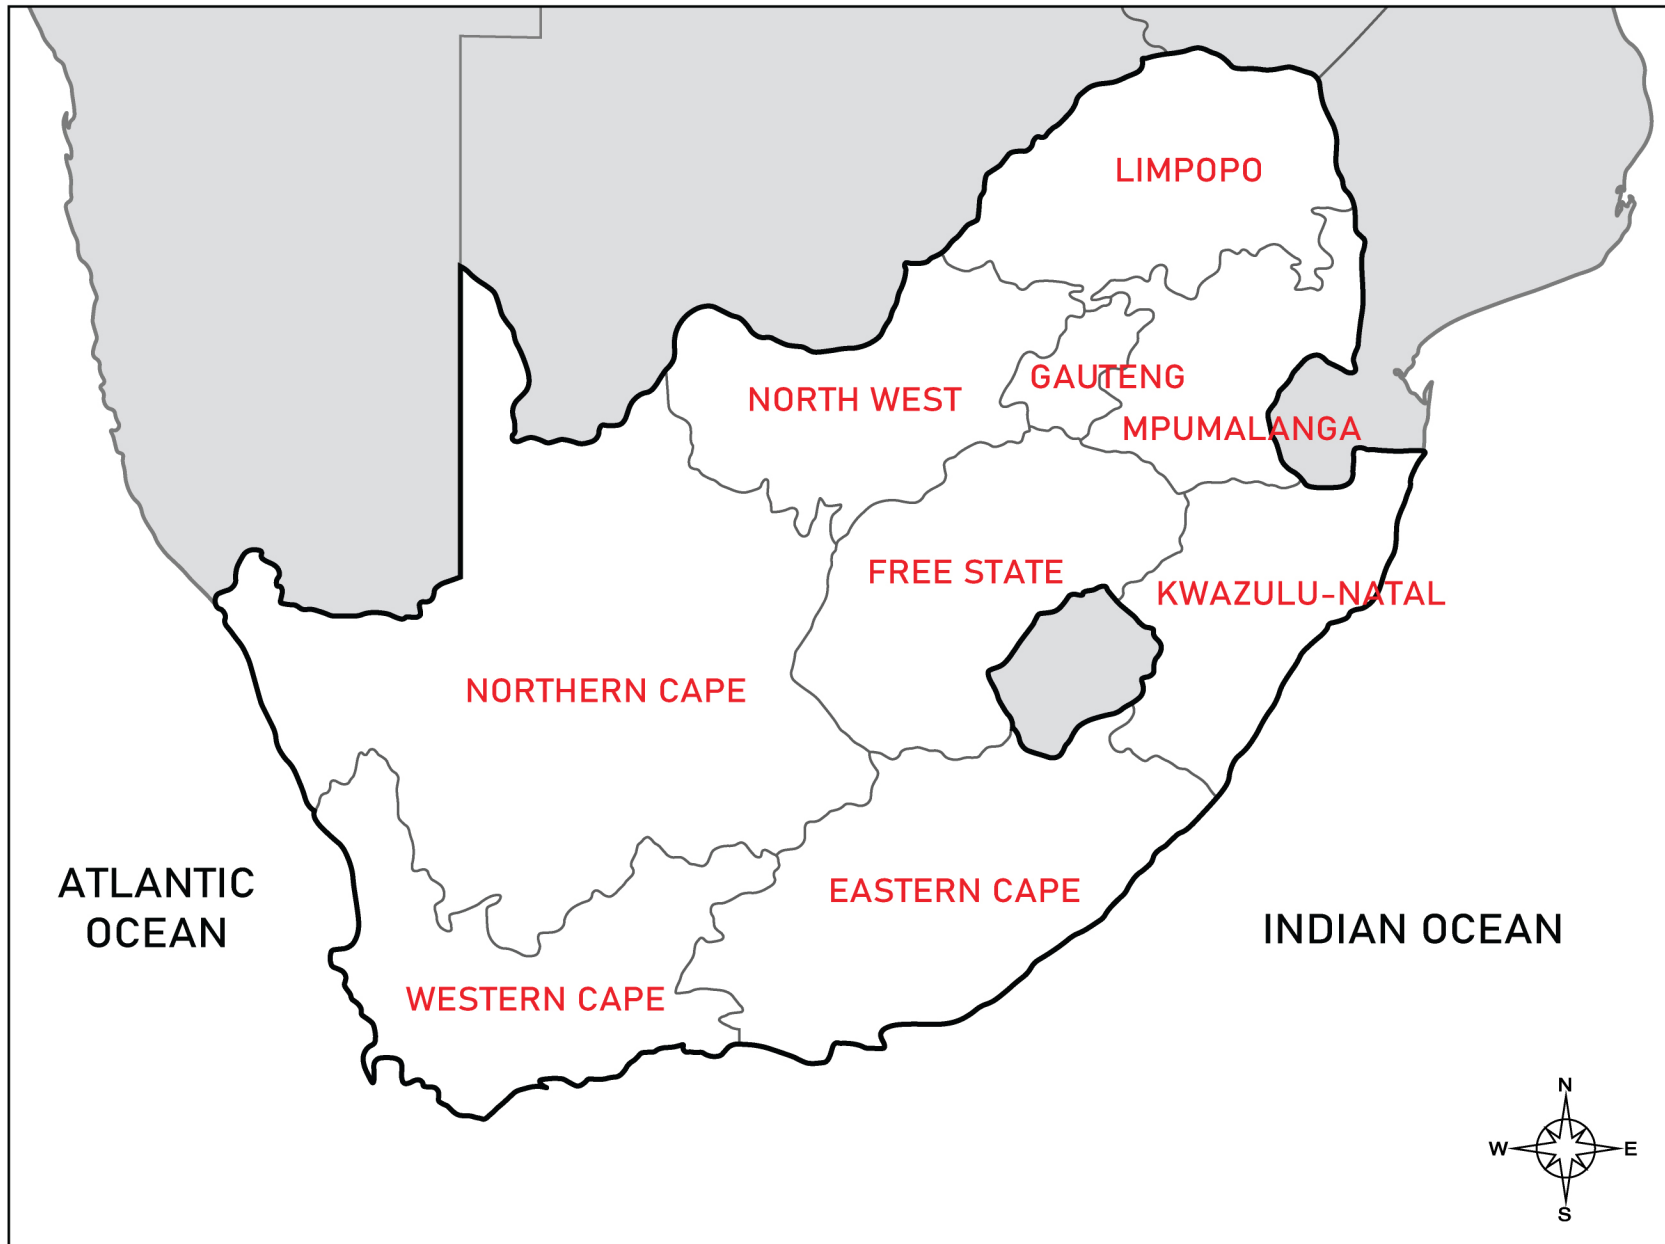 LIMPOPO
GAUTENG
NORTH WEST
MPUMALANGA
FREE STATE
KWAZULU-NATAL
NORTHERN CAPE
ATLANTIC
OCEAN
EASTERN CAPE
INDIAN OCEAN
WESTERN CAPE
N
W
E
S